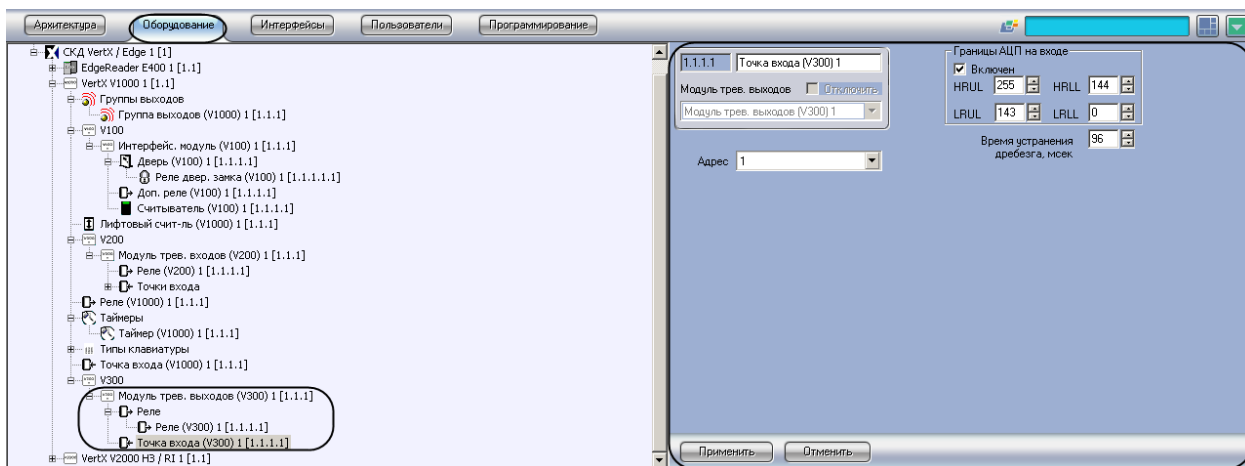 Архитектура Оборудование Интерфейсы Пользователи Программирование
СКД VertX / Edge 1 [1]
EdgeReader E400 1 [1.1]
VertX V1000 1 [1.1]
Группы выходов
Группа выходов (V1000) 1 [1.1.1]
V100
Интерфейс. модуль (V100) 1 [1.1.1]
Дверь (V100) 1 [1.1.1.1]
Реле двер. замка (V100) 1 [1.1.1.1.1]
Доп. реле (V100) 1 [1.1.1.1]
Считыватель (V100) 1 [1.1.1.1]
Лифтовый счит-ль (V1000) 1 [1.1.1]
V200
Модуль трев. входов (V200) 1 [1.1.1]
Реле (V200) 1 [1.1.1.1]
Точки входа
Реле (V1000) 1 [1.1.1]
Таймеры
Таймер (V1000) 1 [1.1.1]
Типы клавиатуры
Точка входа (V1000) 1 [1.1.1]
V300
Модуль трев. выходов (V300) 1 [1.1.1]
Реле
Реле (V300) 1 [1.1.1.1]
Точка входа (V300) 1 [1.1.1.1]
VertX V2000 НЗ / RI 1 [1.1]
1.1.1.1 Точка входа (V300) 1
Модуль трев. выходов Отключить
Модуль трев. выходов (V300) 1
Адрес 1
Границы АЦП на входе
Включен
HRUL 255 HRLL 144
LRUL 143 LRLL 0
Время устранения 96
дребезга, мсек
Применить Отменить